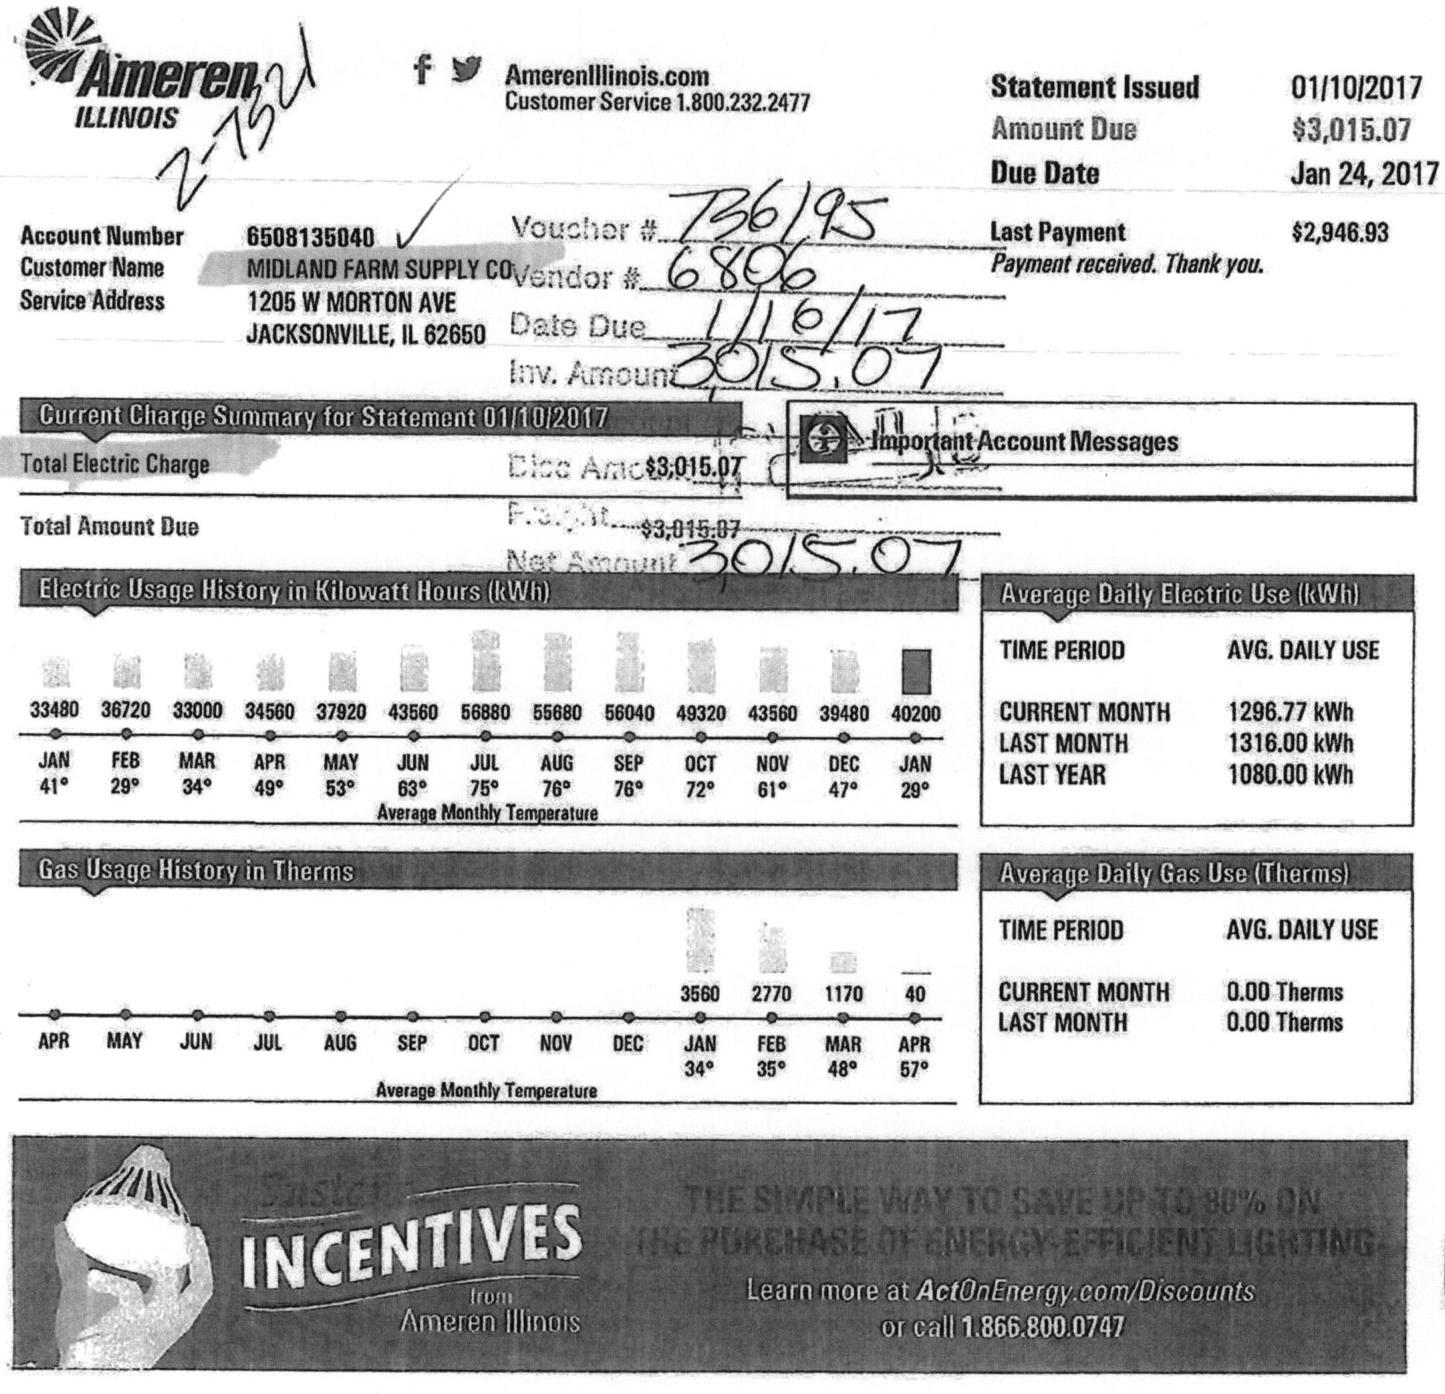 Ameren
ILLINOIS
2-7521
AmerenIllinois.com
Customer Service 1.800.232.2477
Statement Issued 01/10/2017
Amount Due $3,015.07
Due Date Jan 24, 2017
Account Number 6508135040
Customer Name MIDLAND FARM SUPPLY CO
Service Address 1205 W MORTON AVE
JACKSONVILLE, IL 62650
Voucher # 736195
Vendor # 6806
Date Due 1/16/17
Inv. Amount 3015.07
Last Payment $2,946.93
Payment received. Thank you.
Current Charge Summary for Statement 01/10/2017
Total Electric Charge $3,015.07
Disc
Total Amount Due $3,015.07
Freight
Net Amount 3,015.07
Important Account Messages
Electric Usage History in Kilowatt Hours (kWh)
33480 36720 33000 34560 37920 43560 56880 55680 56040 49320 43560 39480 40200
JAN FEB MAR APR MAY JUN JUL AUG SEP OCT NOV DEC JAN
41° 29° 34° 49° 53° 63° 75° 76° 76° 72° 61° 47° 29°
Average Monthly Temperature
Average Daily Electric Use (kWh)
TIME PERIOD AVG. DAILY USE
CURRENT MONTH 1296.77 kWh
LAST MONTH 1316.00 kWh
LAST YEAR 1080.00 kWh
Gas Usage History in Therms
3560 2770 1170 40
APR MAY JUN JUL AUG SEP OCT NOV DEC JAN FEB MAR APR
34° 35° 48° 57°
Average Monthly Temperature
Average Daily Gas Use (Therms)
TIME PERIOD AVG. DAILY USE
CURRENT MONTH 0.00 Therms
LAST MONTH 0.00 Therms
INCENTIVES
from
Ameren Illinois
THE SIMPLE WAY TO SAVE UP TO 80% ON
THE PURCHASE OF ENERGY-EFFICIENT LIGHTING
Learn more at ActOnEnergy.com/Discounts
or call 1.866.800.0747